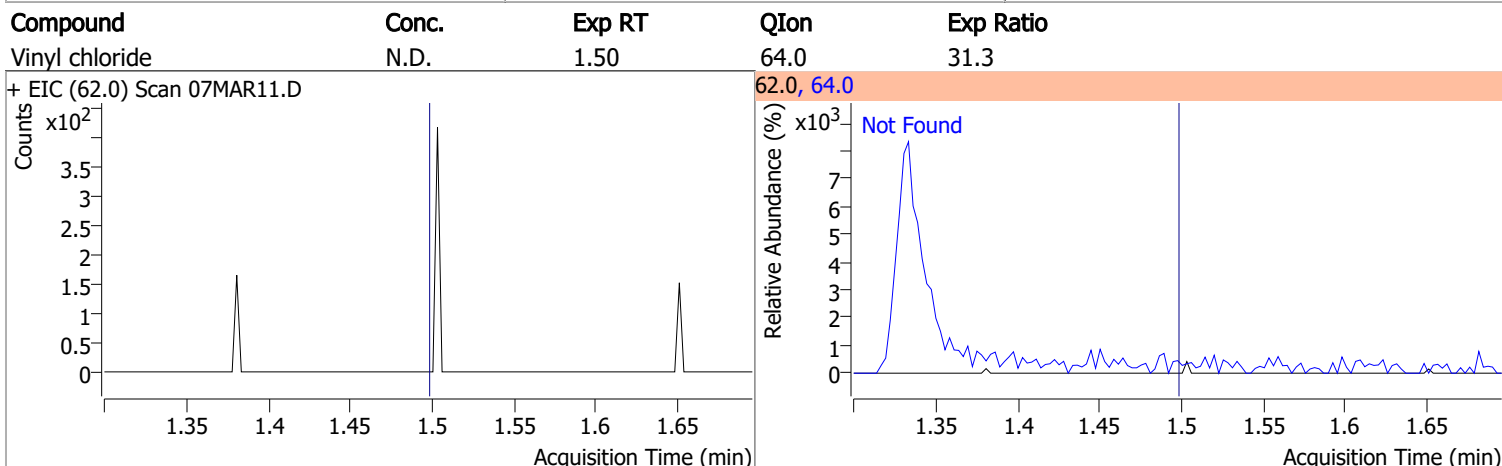 Compound Conc. Exp RT QIon Exp Ratio
Vinyl chloride N.D. 1.50 64.0 31.3
+ EIC (62.0) Scan 07MAR11.D
Counts
x10²
3.5
3
2.5
2
1.5
1
0.5
0
1.35 1.4 1.45 1.5 1.55 1.6 1.65
Acquisition Time (min)
62.0, 64.0
Relative Abundance (%)
x10³
Not Found
7
6
5
4
3
2
1
0
1.35 1.4 1.45 1.5 1.55 1.6 1.65
Acquisition Time (min)